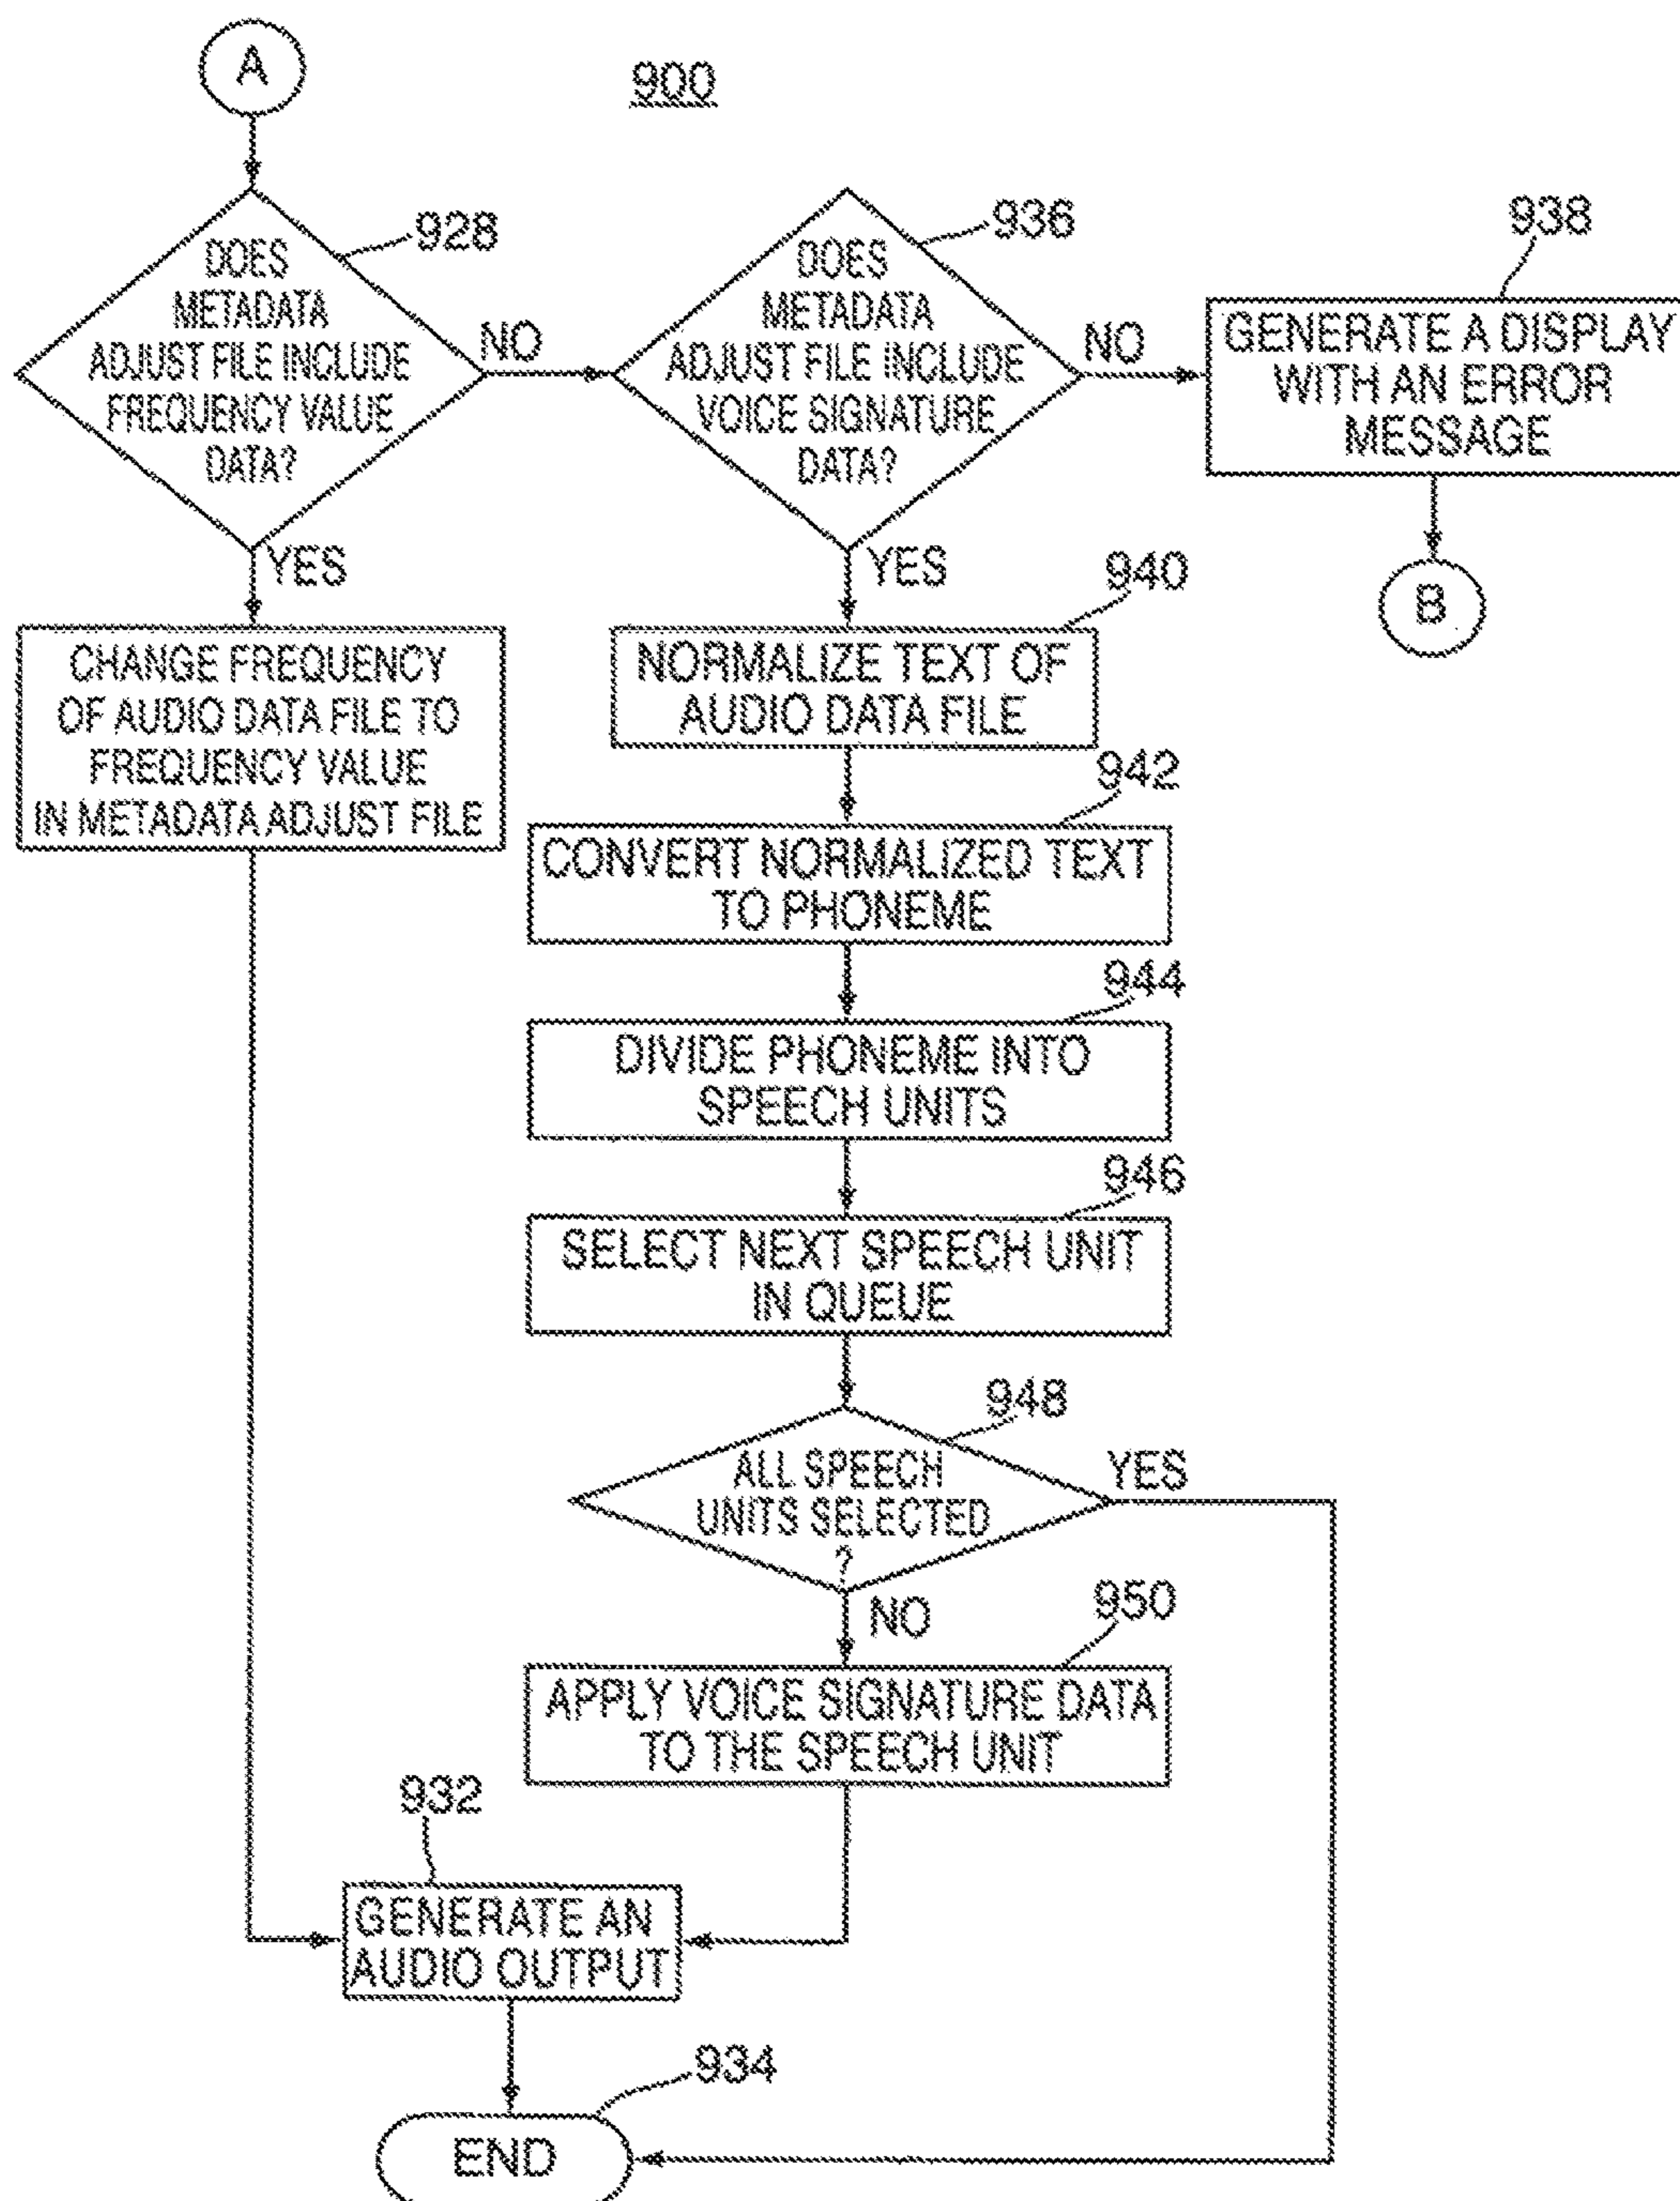 A
900
928
DOES
METADATA
ADJUST FILE INCLUDE
FREQUENCY VALUE
DATA?
NO
YES
936
DOES
METADATA
ADJUST FILE INCLUDE
VOICE SIGNATURE
DATA?
NO
YES
938
GENERATE A DISPLAY
WITH AN ERROR
MESSAGE
B
CHANGE FREQUENCY
OF AUDIO DATA FILE TO
FREQUENCY VALUE
IN METADATA ADJUST FILE
940
NORMALIZE TEXT OF
AUDIO DATA FILE
942
CONVERT NORMALIZED TEXT
TO PHONEME
944
DIVIDE PHONEME INTO
SPEECH UNITS
946
SELECT NEXT SPEECH UNIT
IN QUEUE
948
ALL SPEECH
UNITS SELECTED
?
YES
NO
950
APPLY VOICE SIGNATURE DATA
TO THE SPEECH UNIT
932
GENERATE AN
AUDIO OUTPUT
934
END